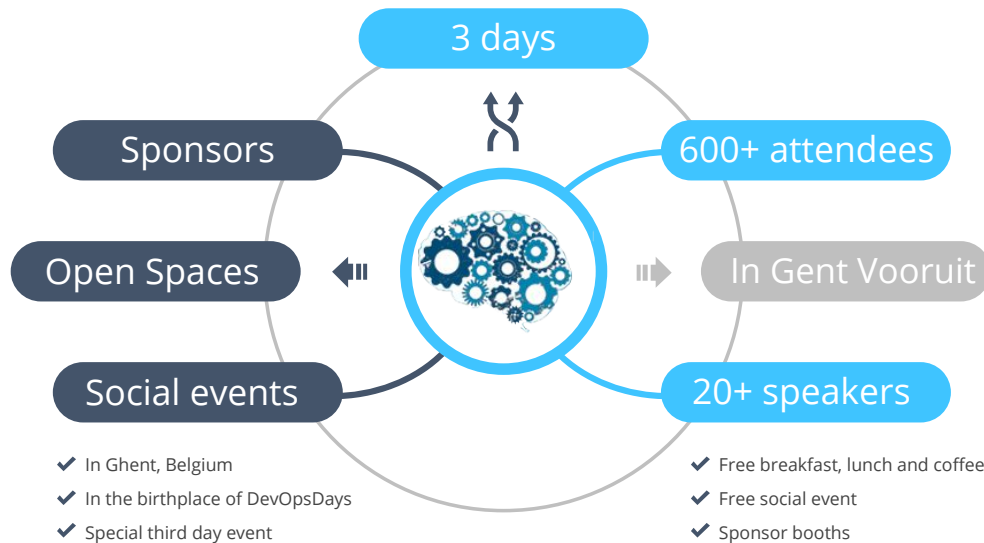 3 days
Sponsors
600+ attendees
Open Spaces
In Gent Vooruit
Social events
20+ speakers
In Ghent, Belgium
In the birthplace of DevOpsDays
Special third day event
Free breakfast, lunch and coffee
Free social event
Sponsor booths